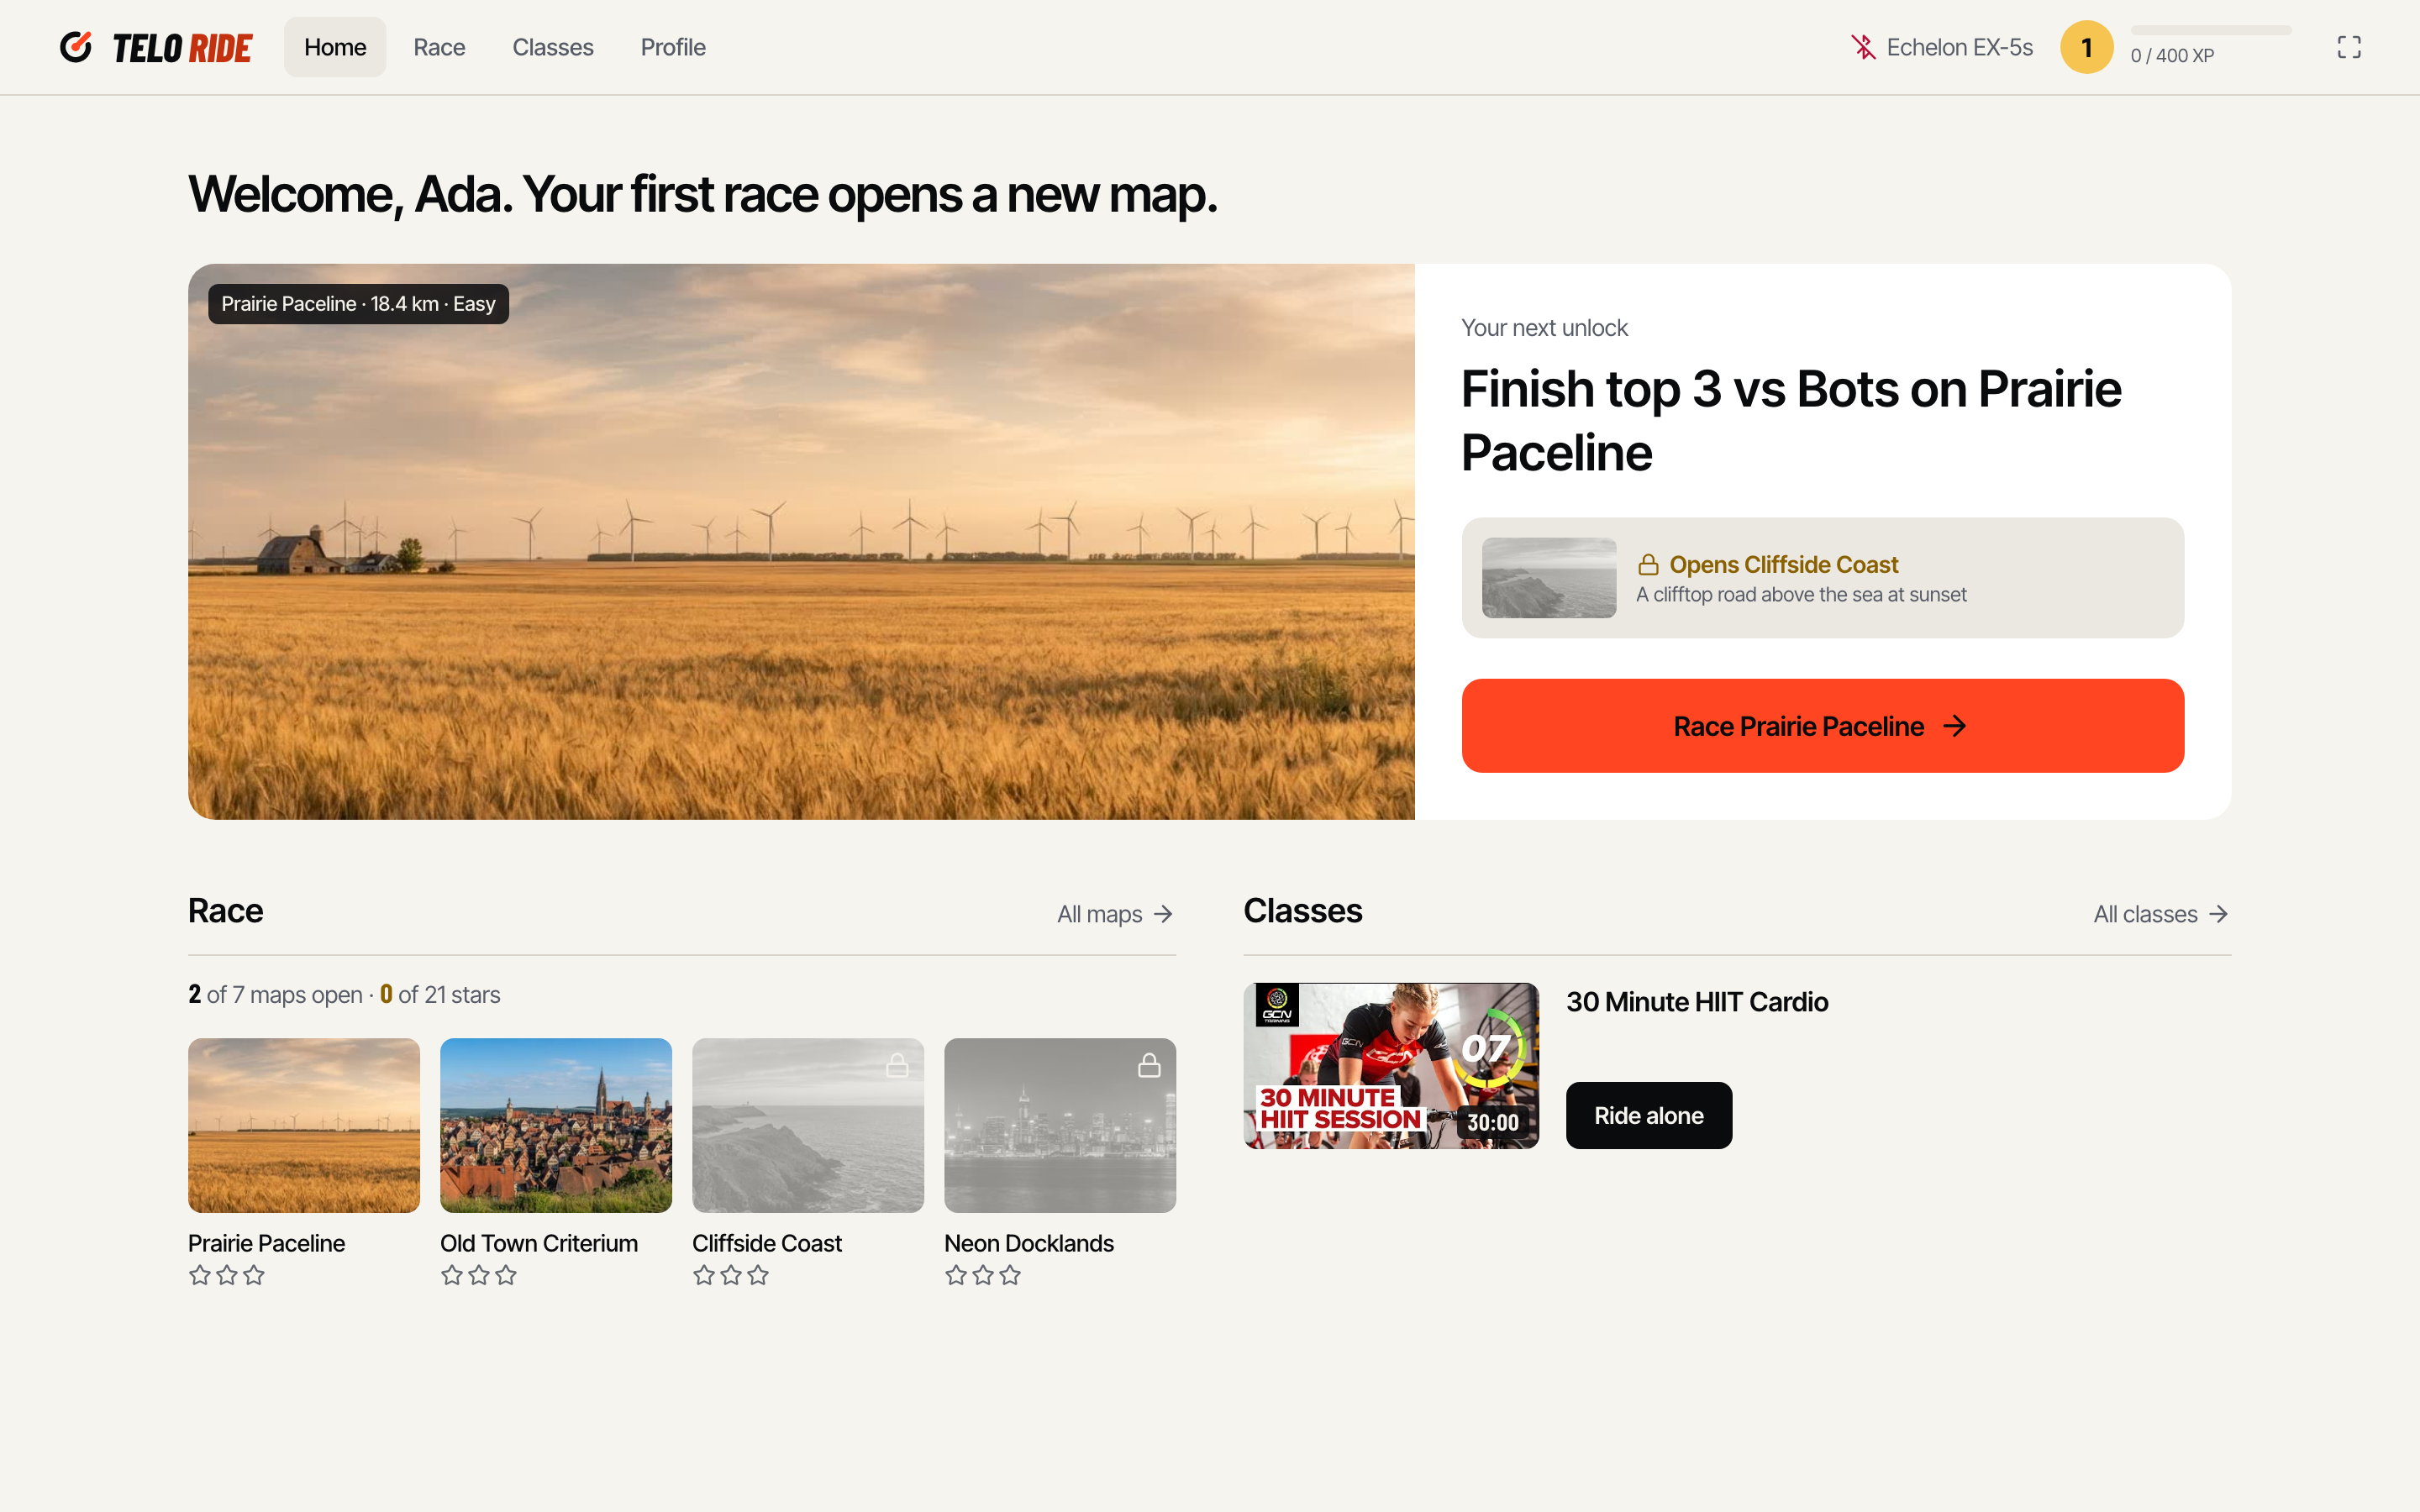 TELO RIDE
Home
Race
Classes
Profile
Echelon EX-5s
1
0 / 400 XP
Welcome, Ada. Your first race opens a new map.
Prairie Paceline · 18.4 km · Easy
Your next unlock
Finish top 3 vs Bots on Prairie
Paceline
Opens Cliffside Coast
A clifftop road above the sea at sunset
Race Prairie Paceline
Race
All maps
2 of 7 maps open · 0 of 21 stars
Prairie Paceline
Old Town Criterium
Cliffside Coast
Neon Docklands
Classes
All classes
GCN
TRAINING
GCN
GCN
07
30 MINUTE
HIIT SESSION
30:00
30 Minute HIIT Cardio
Ride alone